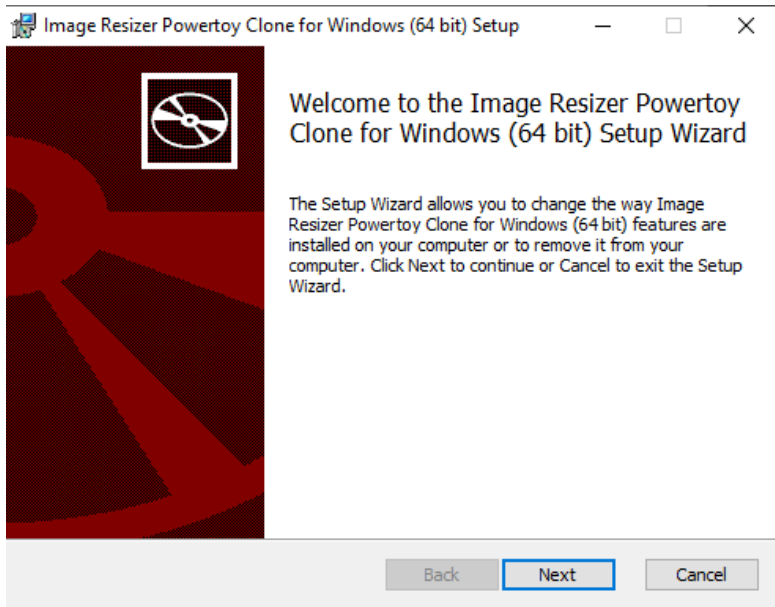 Image Resizer Powertoy Clone for Windows (64 bit) Setup
Welcome to the Image Resizer Powertoy
Clone for Windows (64 bit) Setup Wizard
The Setup Wizard allows you to change the way Image
Resizer Powertoy Clone for Windows (64 bit) features are
installed on your computer or to remove it from your
computer. Click Next to continue or Cancel to exit the Setup
Wizard.
Back
Next
Cancel